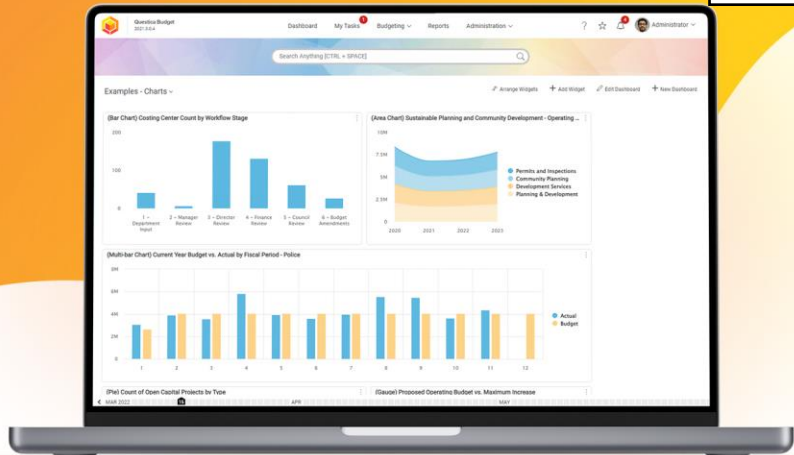 Questica Budget
2021.3.0.4
Dashboard My Tasks 1 Budgeting Reports Administration ? Administrator
Search Anything [CTRL + SPACE]
Examples - Charts
Arrange Widgets + Add Widget Edit Dashboard + New Dashboard
(Bar Chart) Costing Center Count by Workflow Stage
200
100
0
1 – Department Input
2 – Manager Review
3 – Director Review
4 – Finance Review
5 – Council Review
6 – Budget Amendments
(Area Chart) Sustainable Planning and Community Development - Operating ...
10M
7.5M
5M
2.5M
0
2020 2021 2022 2023
Permits and Inspections
Community Planning
Development Services
Planning & Development
(Multi-bar Chart) Current Year Budget vs. Actual by Fiscal Period - Police
8M
6M
4M
2M
0
1 2 3 4 5 6 7 8 9 10 11 12
Actual
Budget
(Pie) Count of Open Capital Projects by Type
(Gauge) Proposed Operating Budget vs. Maximum Increase
MAR 2022 APR MAY